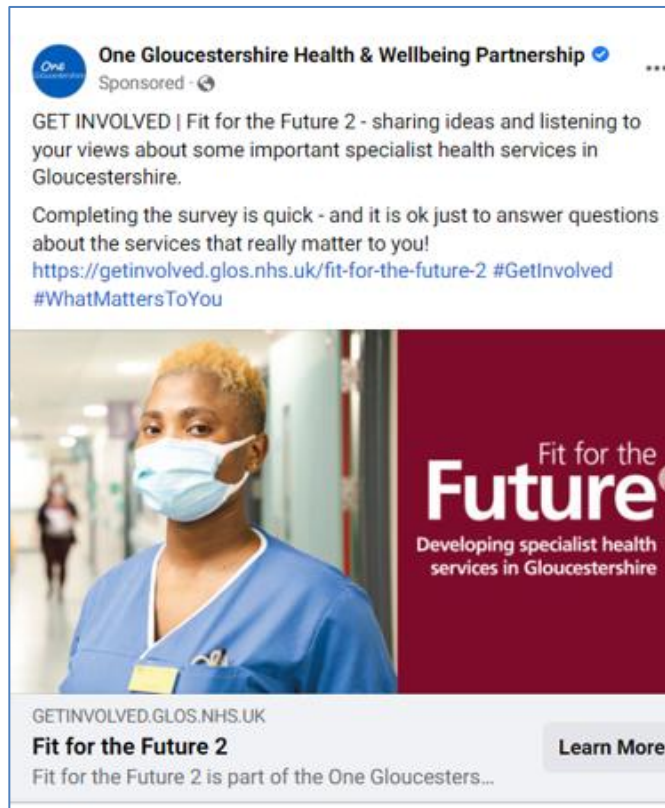 One
Gloucestershire
One Gloucestershire Health & Wellbeing Partnership
Sponsored ·
GET INVOLVED | Fit for the Future 2 - sharing ideas and listening to
your views about some important specialist health services in
Gloucestershire.
Completing the survey is quick - and it is ok just to answer questions
about the services that really matter to you!
https://getinvolved.glos.nhs.uk/fit-for-the-future-2 #GetInvolved
#WhatMattersToYou
Fit for the
Future
Developing specialist health
services in Gloucestershire
GETINVOLVED.GLOS.NHS.UK
Fit for the Future 2
Learn More
Fit for the Future 2 is part of the One Gloucesters...